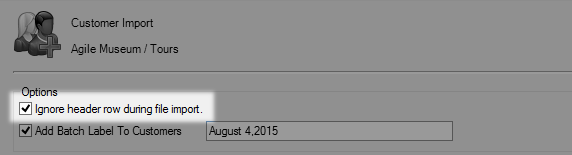 Customer Import
Agile Museum / Tours
Options
Ignore header row during file import.
Add Batch Label To Customers August 4,2015